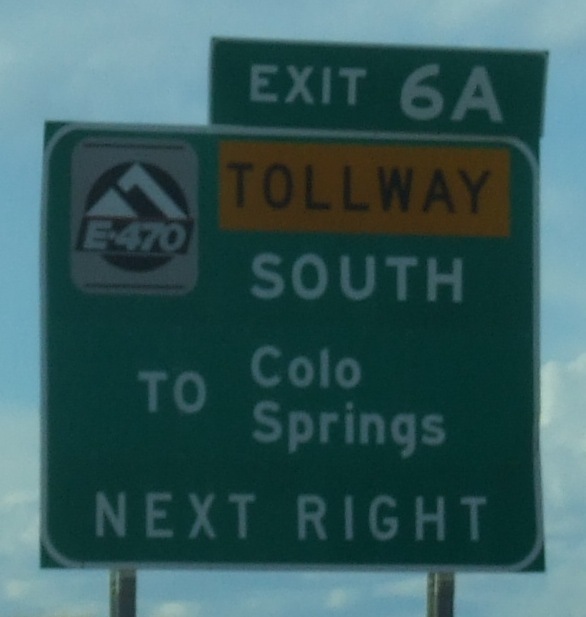 EXIT 6A
TOLLWAY
E-470
SOUTH
TO Colo
Springs
NEXT RIGHT